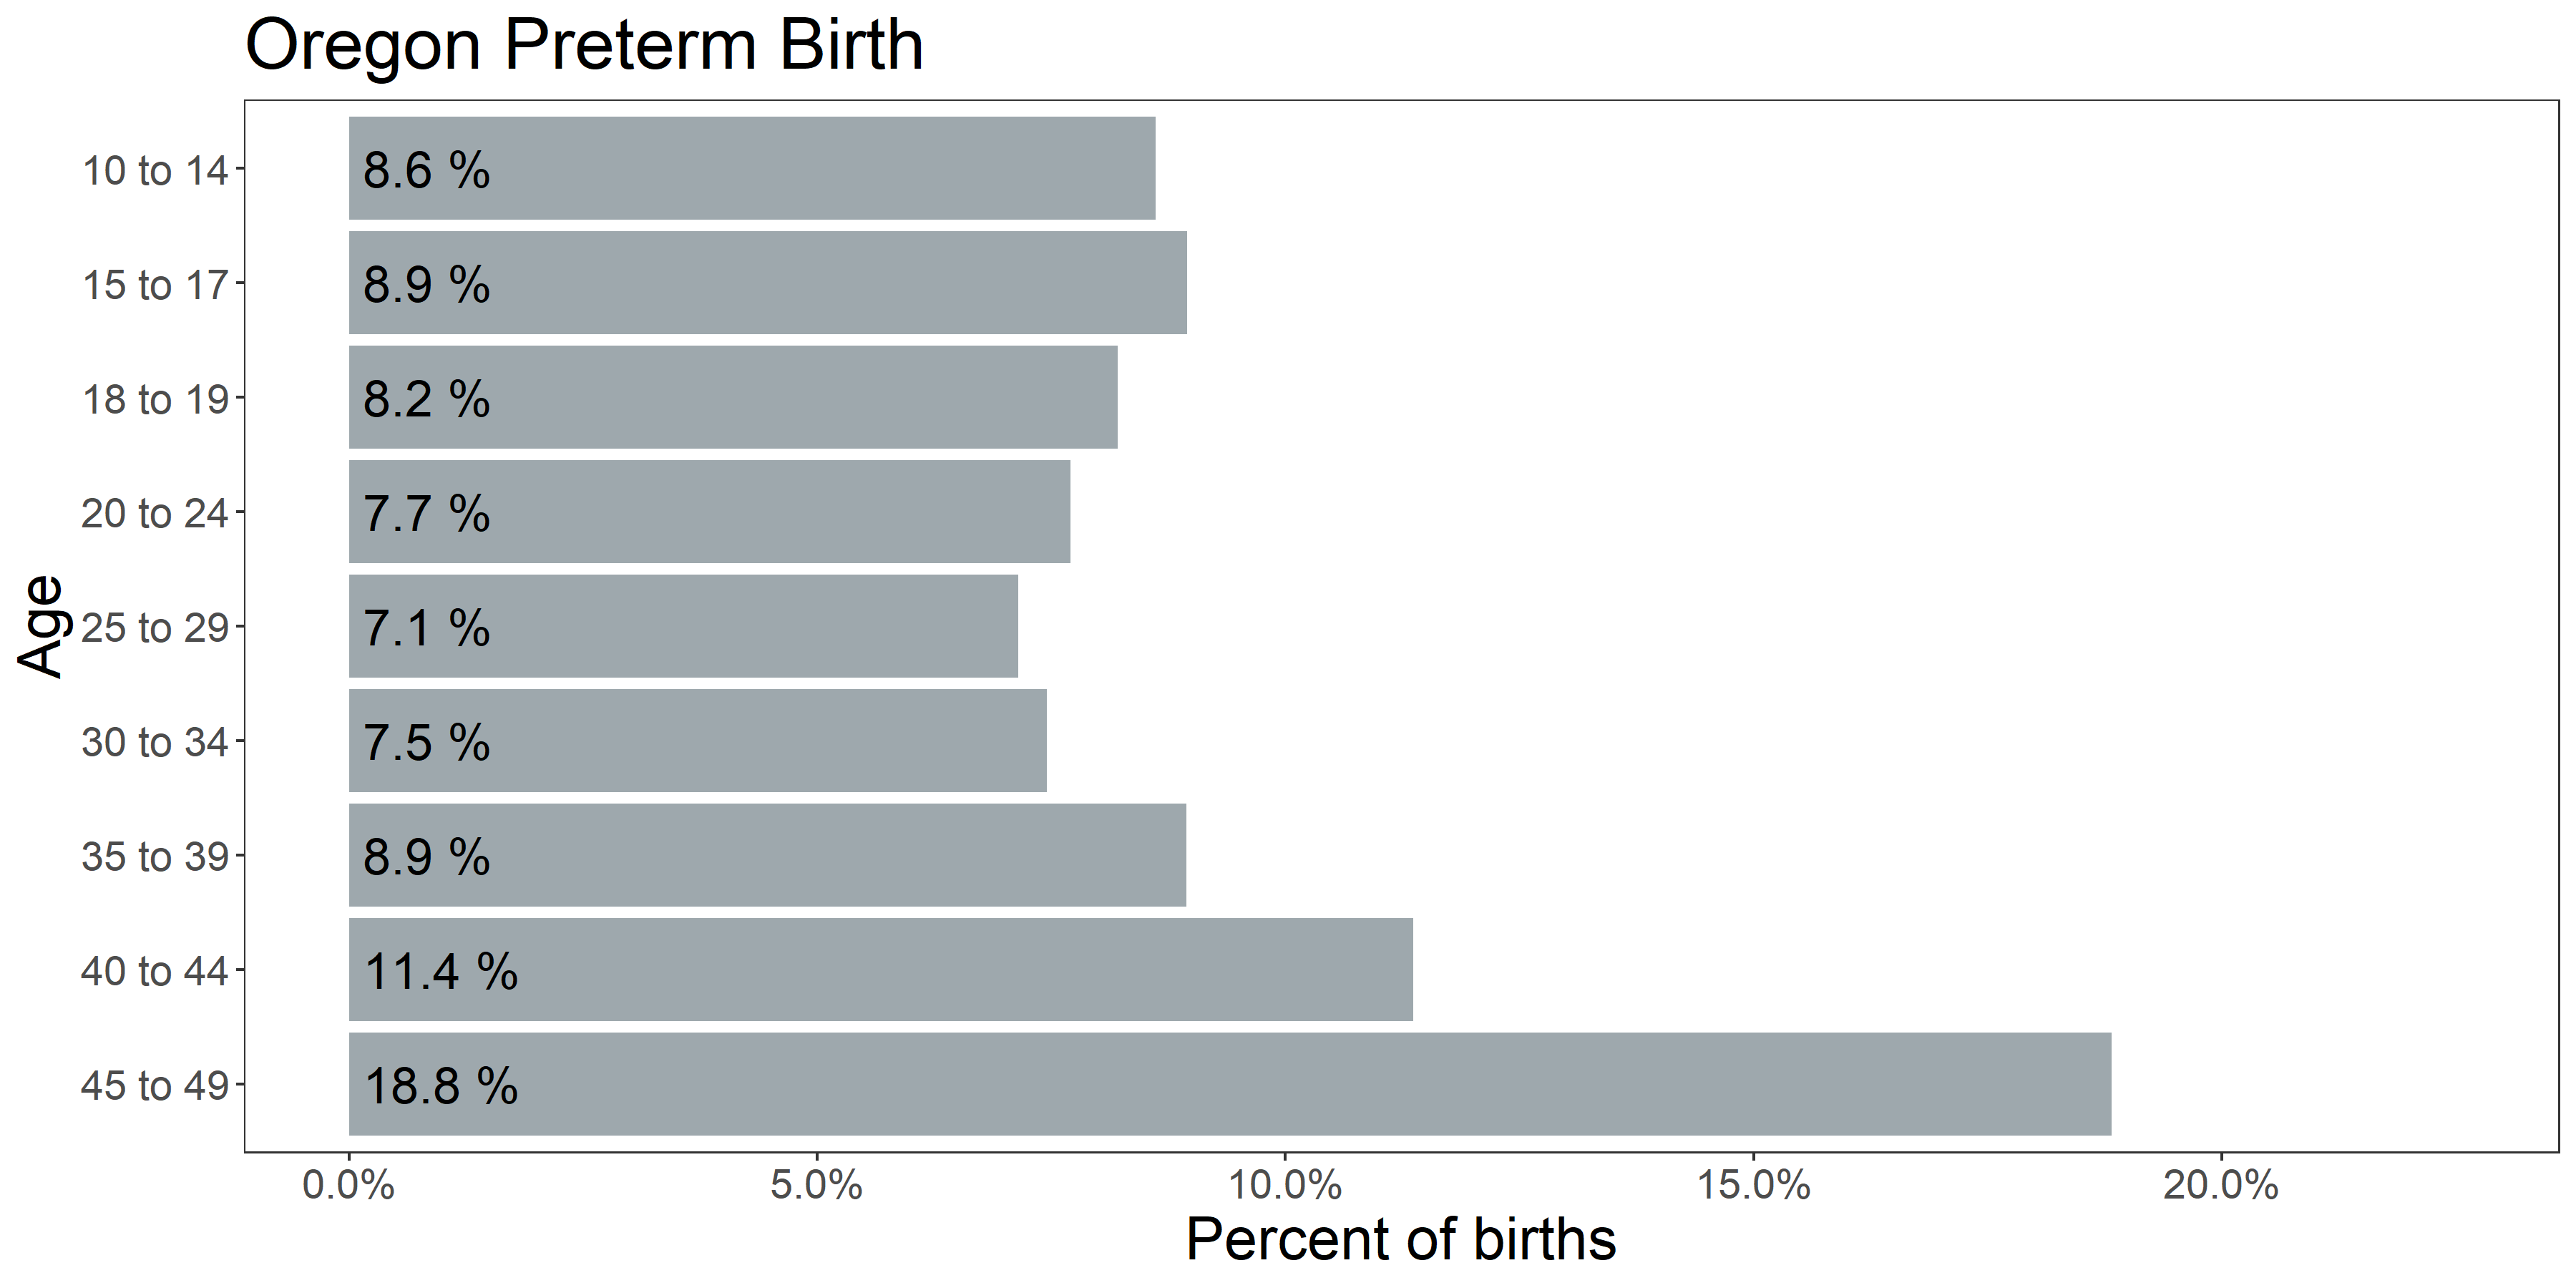 Oregon Preterm Birth
Age
10 to 14 8.6 %
15 to 17 8.9 %
18 to 19 8.2 %
20 to 24 7.7 %
25 to 29 7.1 %
30 to 34 7.5 %
35 to 39 8.9 %
40 to 44 11.4 %
45 to 49 18.8 %
0.0% 5.0% 10.0% 15.0% 20.0%
Percent of births